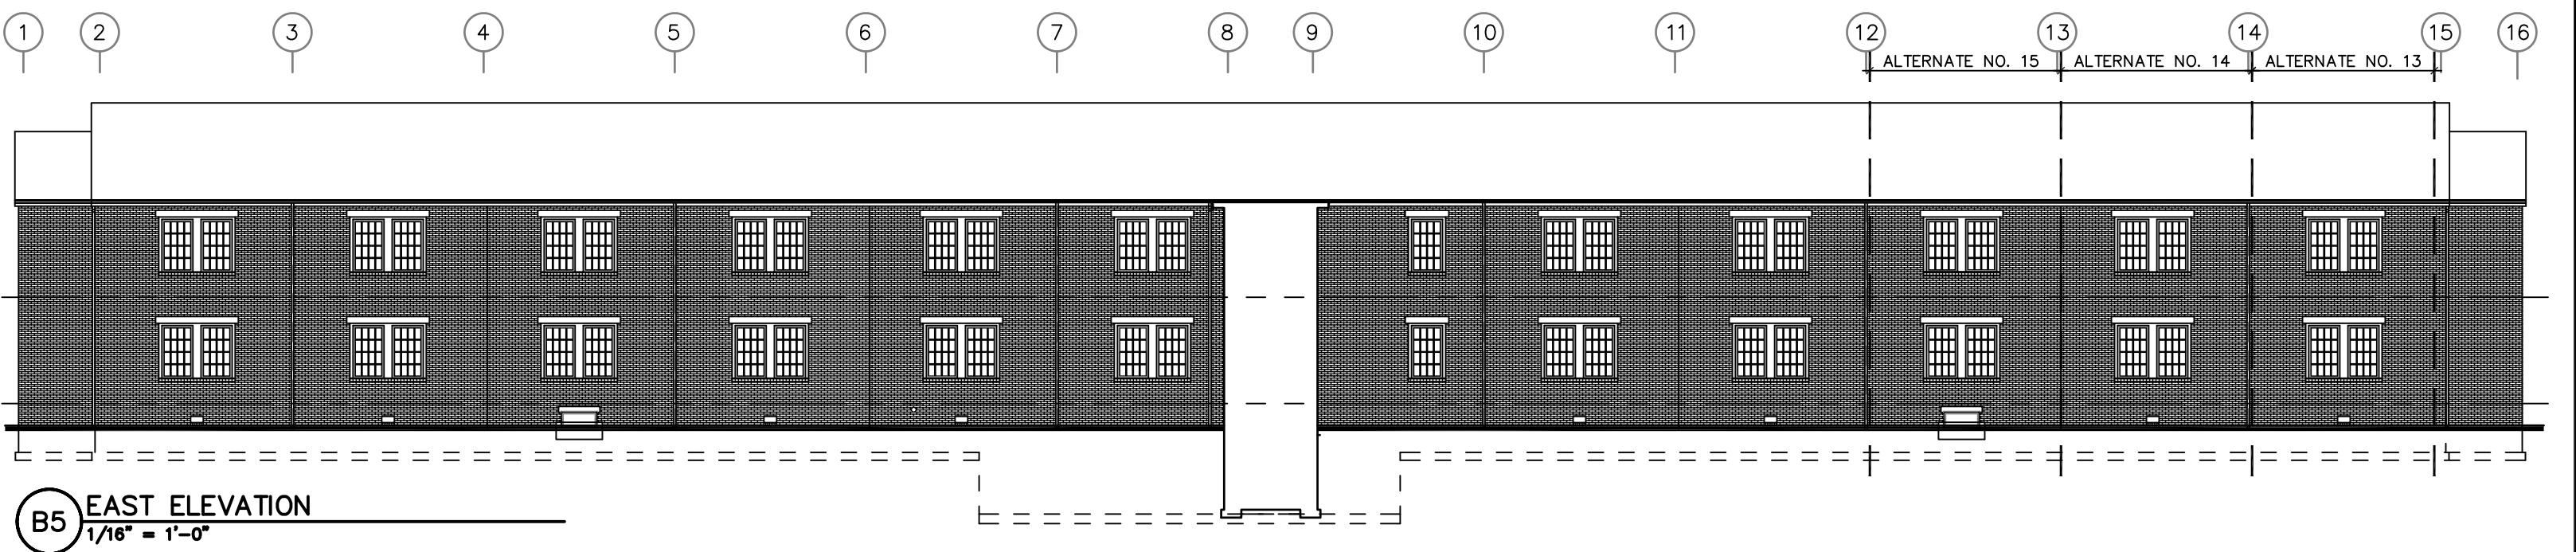 1 2 3 4 5 6 7 8 9 10 11 12 13 14 15 16
ALTERNATE NO. 15 ALTERNATE NO. 14 ALTERNATE NO. 13
B5 EAST ELEVATION
1/16" = 1'-0"